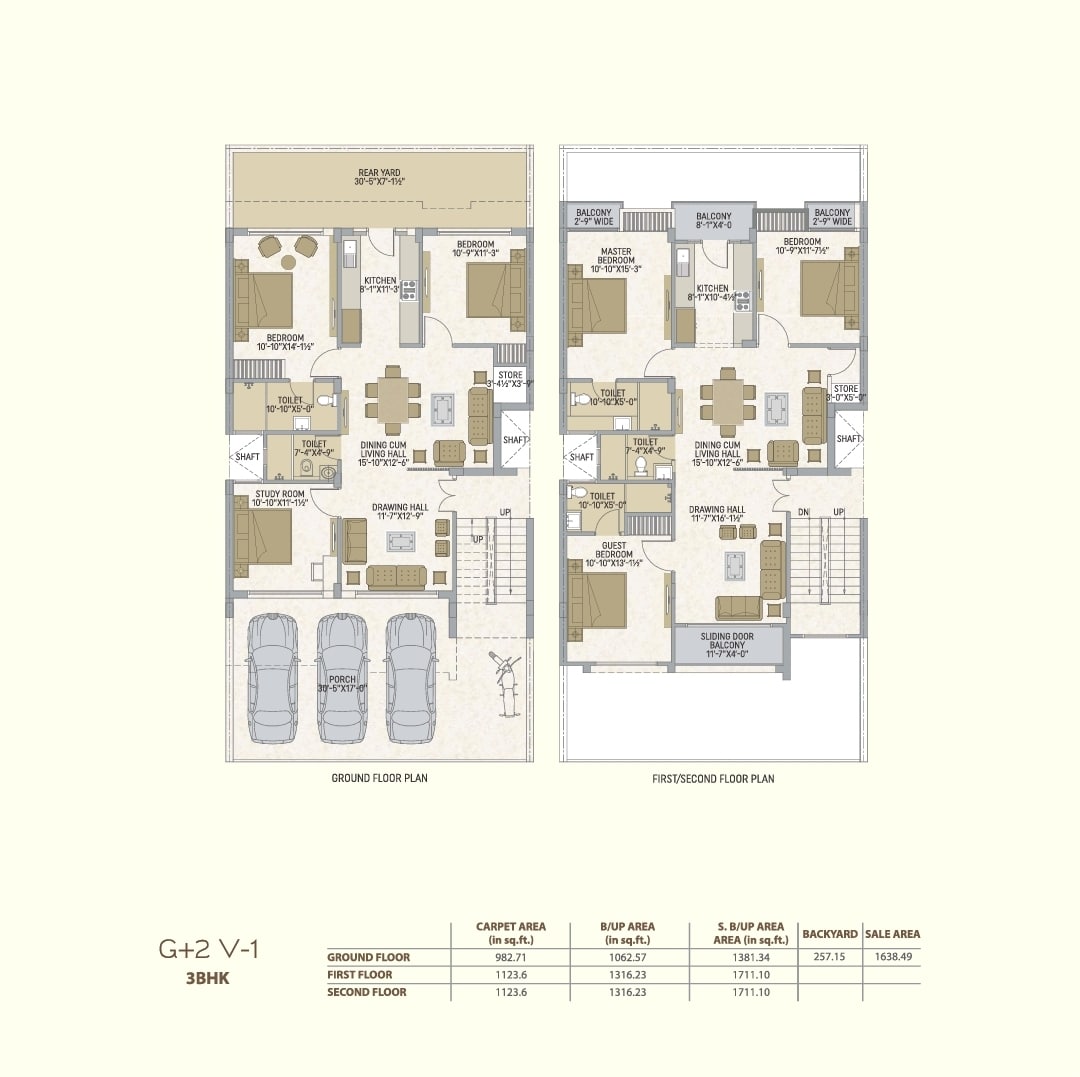 REAR YARD
30'-5"X7'-1½"
BEDROOM
10'-9"X11'-3"
KITCHEN
8'-1"X11'-3"
BEDROOM
10'-10"X14'-1½"
STORE
3'-4½"X3'-9"
TOILET
10'-10"X5'-0"
SHAFT
TOILET
7'-4"X4'-9"
SHAFT
DINING CUM
LIVING HALL
15'-10"X12'-6"
STUDY ROOM
10'-10"X11'-1½"
DRAWING HALL
11'-7"X12'-9"
UP
UP
PORCH
30'-5"X17'-0"
GROUND FLOOR PLAN
BALCONY
2'-9" WIDE
BALCONY
8'-1"X4'-0
BALCONY
2'-9" WIDE
MASTER
BEDROOM
10'-10"X15'-3"
BEDROOM
10'-9"X11'-7½"
KITCHEN
8'-1"X10'-4½"
STORE
3'-0"X5'-0"
TOILET
10'-10"X5'-0"
SHAFT
TOILET
7'-4"X4'-9"
SHAFT
DINING CUM
LIVING HALL
15'-10"X12'-6"
TOILET
10'-10"X5'-0"
DRAWING HALL
11'-7"X16'-1½"
DN
UP
GUEST
BEDROOM
10'-10"X13'-1½"
SLIDING DOOR
BALCONY
11'-7"X4'-0"
FIRST/SECOND FLOOR PLAN
G+2 V-1
3BHK
CARPET AREA
(in sq.ft.)
B/UP AREA
(in sq.ft.)
S. B/UP AREA
AREA (in sq.ft.)
BACKYARD
SALE AREA
GROUND FLOOR 982.71 1062.57 1381.34 257.15 1638.49
FIRST FLOOR 1123.6 1316.23 1711.10
SECOND FLOOR 1123.6 1316.23 1711.10